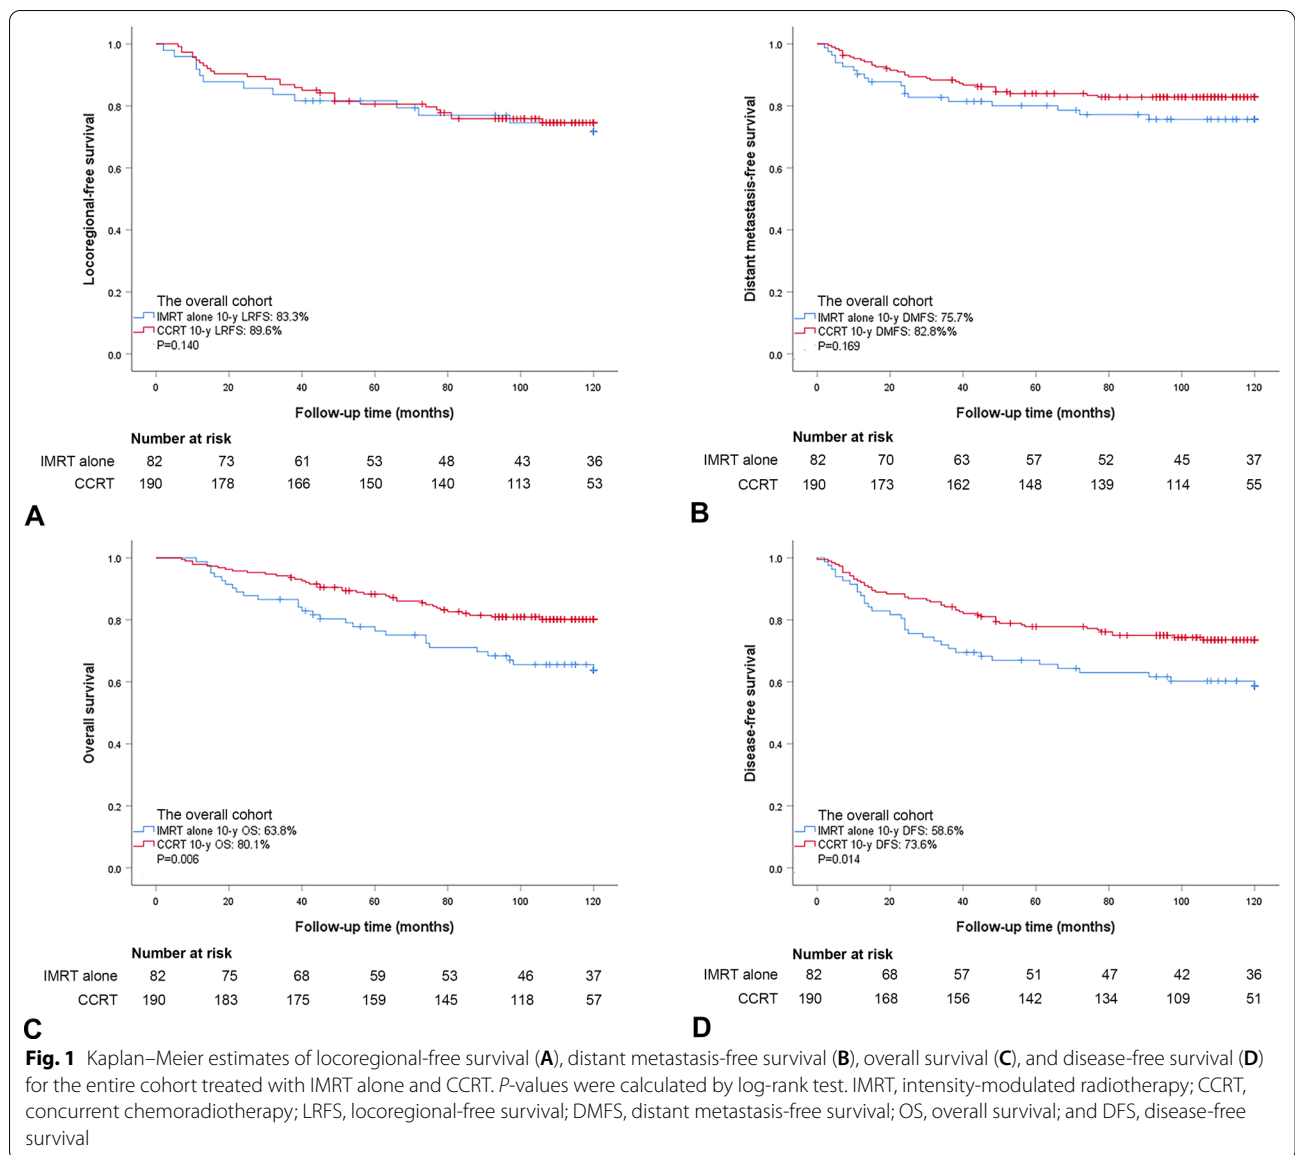 Locoregional-free survival
1.0
0.8
0.6
0.4
0.2
0.0
The overall cohort
IMRT alone 10-y LRFS: 83.3%
CCRT 10-y LRFS: 89.6%
P=0.140
0 20 40 60 80 100 120
Follow-up time (months)
Number at risk
IMRT alone 82 73 61 53 48 43 36
CCRT 190 178 166 150 140 113 53
A
Distant metastasis-free survival
1.0
0.8
0.6
0.4
0.2
0.0
The overall cohort
IMRT alone 10-y DMFS: 75.7%
CCRT 10-y DMFS: 82.8%%
P=0.169
0 20 40 60 80 100 120
Follow-up time (months)
Number at risk
IMRT alone 82 70 63 57 52 45 37
CCRT 190 173 162 148 139 114 55
B
Overall survival
1.0
0.8
0.6
0.4
0.2
0.0
The overall cohort
IMRT alone 10-y OS: 63.8%
CCRT 10-y OS: 80.1%
P=0.006
0 20 40 60 80 100 120
Follow-up time (months)
Number at risk
IMRT alone 82 75 68 59 53 46 37
CCRT 190 183 175 159 145 118 57
C
Disease-free survival
1.0
0.8
0.6
0.4
0.2
0.0
The overall cohort
IMRT alone 10-y DFS: 58.6%
CCRT 10-y DFS: 73.6%
P=0.014
0 20 40 60 80 100 120
Follow-up time (months)
Number at risk
IMRT alone 82 68 57 51 47 42 36
CCRT 190 168 156 142 134 109 51
D
Fig. 1 Kaplan–Meier estimates of locoregional-free survival (A), distant metastasis-free survival (B), overall survival (C), and disease-free survival (D)
for the entire cohort treated with IMRT alone and CCRT. P-values were calculated by log-rank test. IMRT, intensity-modulated radiotherapy; CCRT,
concurrent chemoradiotherapy; LRFS, locoregional-free survival; DMFS, distant metastasis-free survival; OS, overall survival; and DFS, disease-free
survival